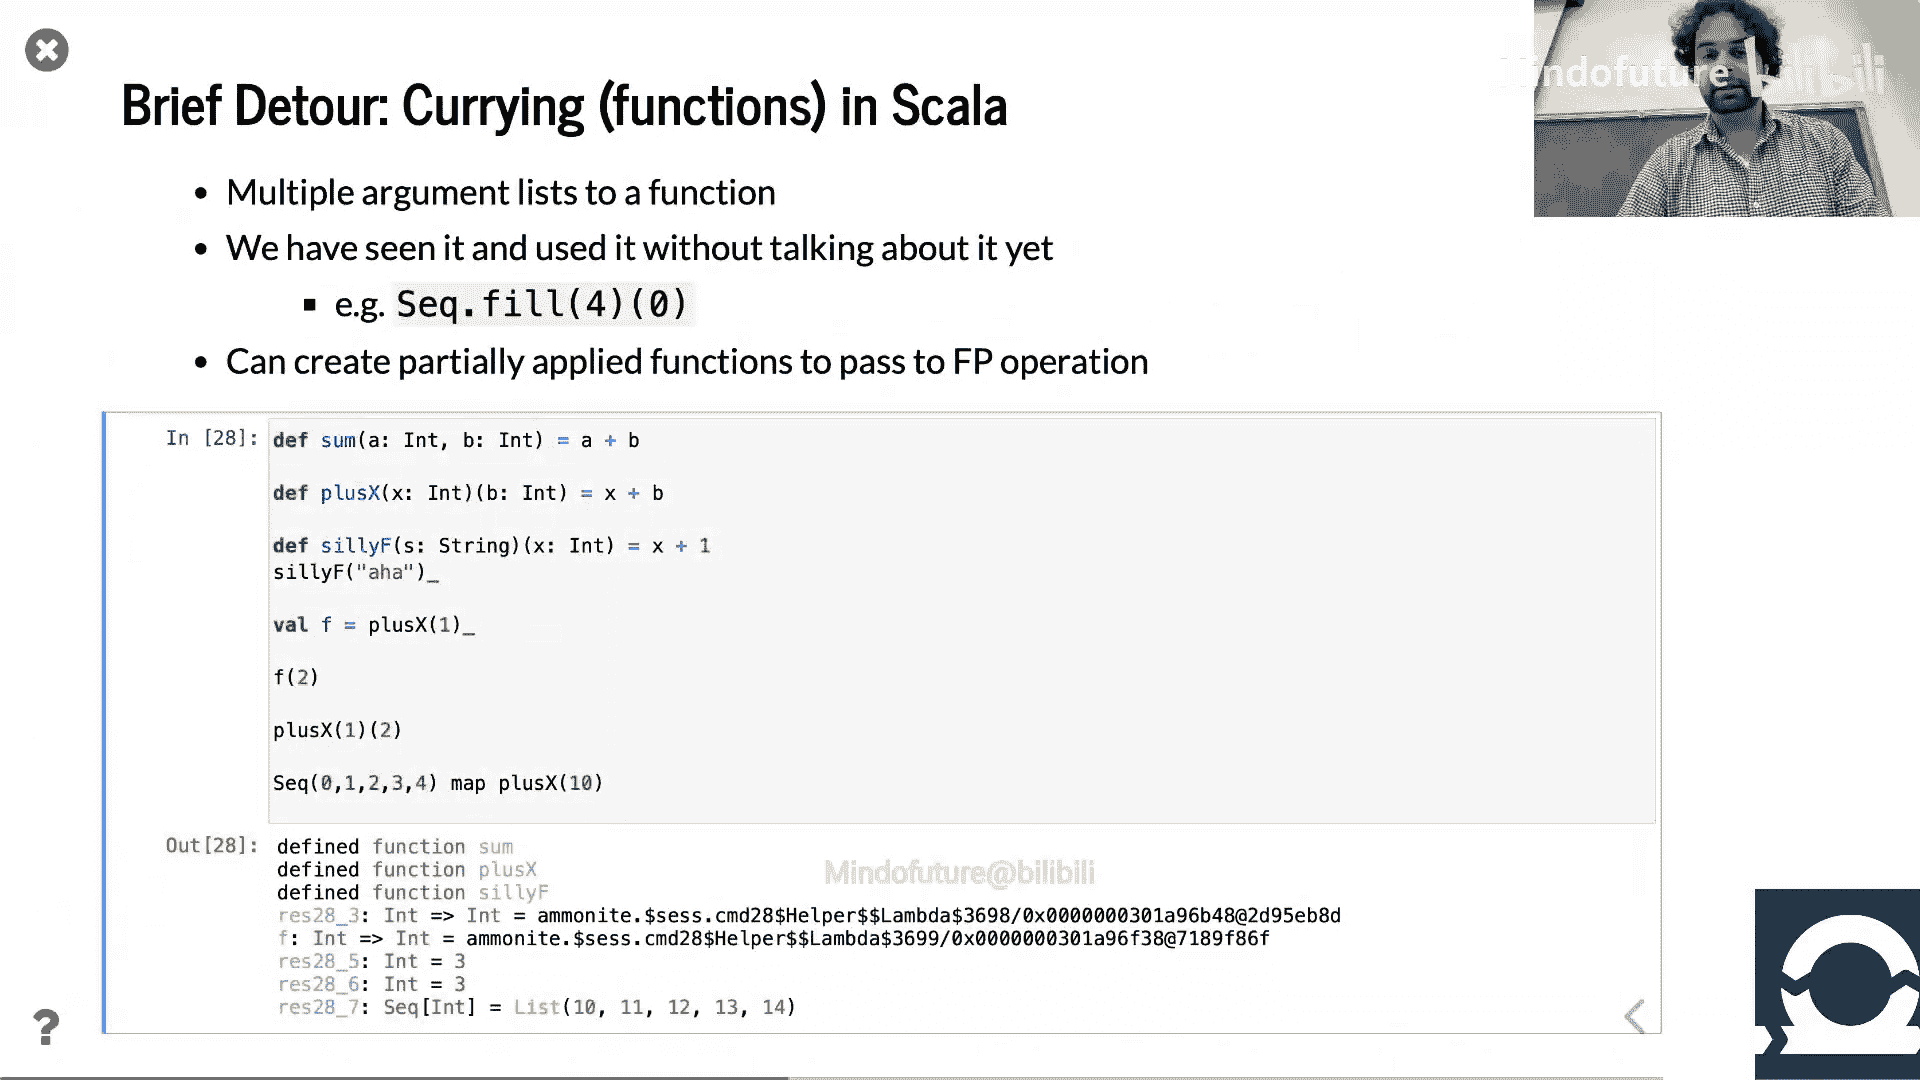 Brief Detour: Currying (functions) in Scala
Mindofuture bilibili
Multiple argument lists to a function
We have seen it and used it without talking about it yet
e.g. Seq.fill(4)(0)
Can create partially applied functions to pass to FP operation
In [28]:
def sum(a: Int, b: Int) = a + b
def plusX(x: Int)(b: Int) = x + b
def sillyF(s: String)(x: Int) = x + 1
sillyF("aha")_
val f = plusX(1)_
f(2)
plusX(1)(2)
Seq(0,1,2,3,4) map plusX(10)
Out[28]:
defined function sum
defined function plusX
defined function sillyF
res28_3: Int => Int = ammonite.$sess.cmd28$Helper$$Lambda$3698/0x0000000301a96b48@2d95eb8d
f: Int => Int = ammonite.$sess.cmd28$Helper$$Lambda$3699/0x0000000301a96f38@7189f86f
res28_5: Int = 3
res28_6: Int = 3
res28_7: Seq[Int] = List(10, 11, 12, 13, 14)
Mindofuture@bilibili
?